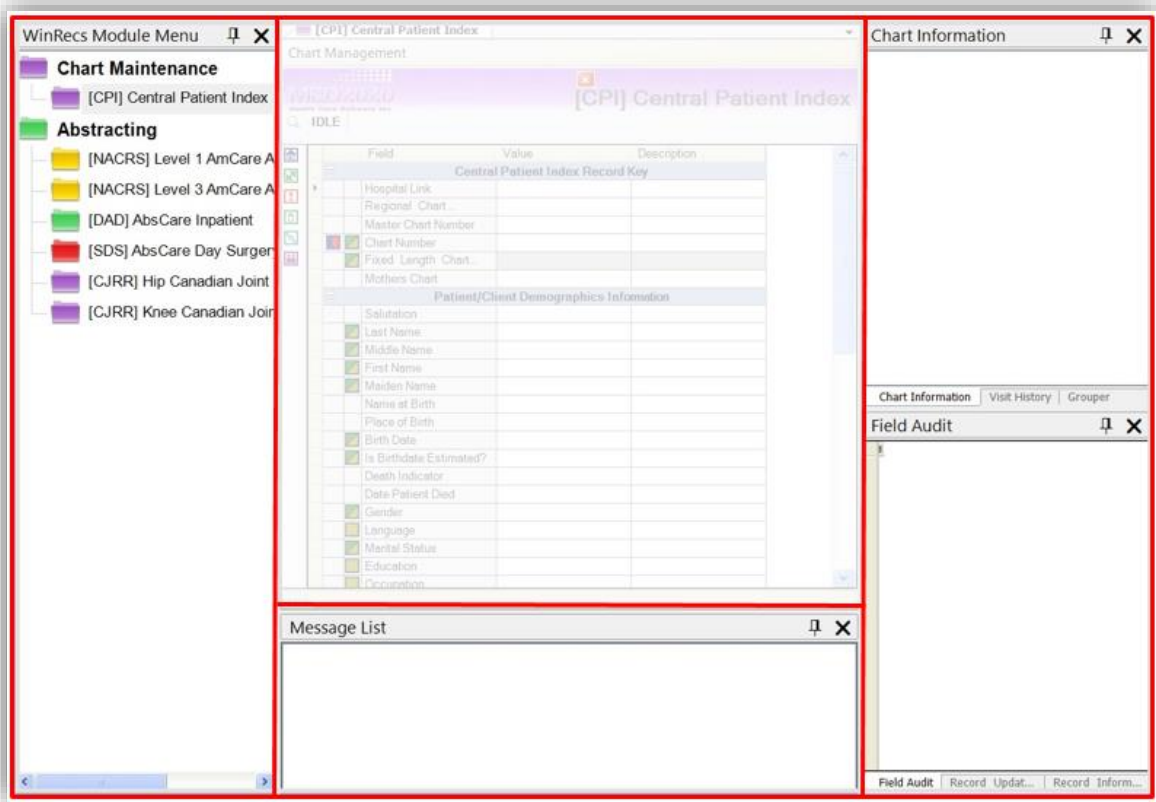 WinRecs Module Menu
Chart Maintenance
[CPI] Central Patient Index
Abstracting
[NACRS] Level 1 AmCare A
[NACRS] Level 3 AmCare A
[DAD] AbsCare Inpatient
[SDS] AbsCare Day Surger
[CJRR] Hip Canadian Joint
[CJRR] Knee Canadian Join
[CPI] Central Patient Index
Chart Management
[CPI] Central Patient Index
IDLE
Field Value Description
Central Patient Index Record Key
Hospital Link
Regional Chart...
Master Chart Number
Chart Number
Fixed Length Chart...
Mothers Chart
Patient/Client Demographics Information
Salutation
Last Name
Middle Name
First Name
Maiden Name
Name at Birth
Place of Birth
Birth Date
Is Birthdate Estimated?
Death Indicator
Date Patient Died
Gender
Language
Marital Status
Education
Occupation
Message List
Chart Information
Chart Information Visit History Grouper
Field Audit
Field Audit Record Updat... Record Inform...